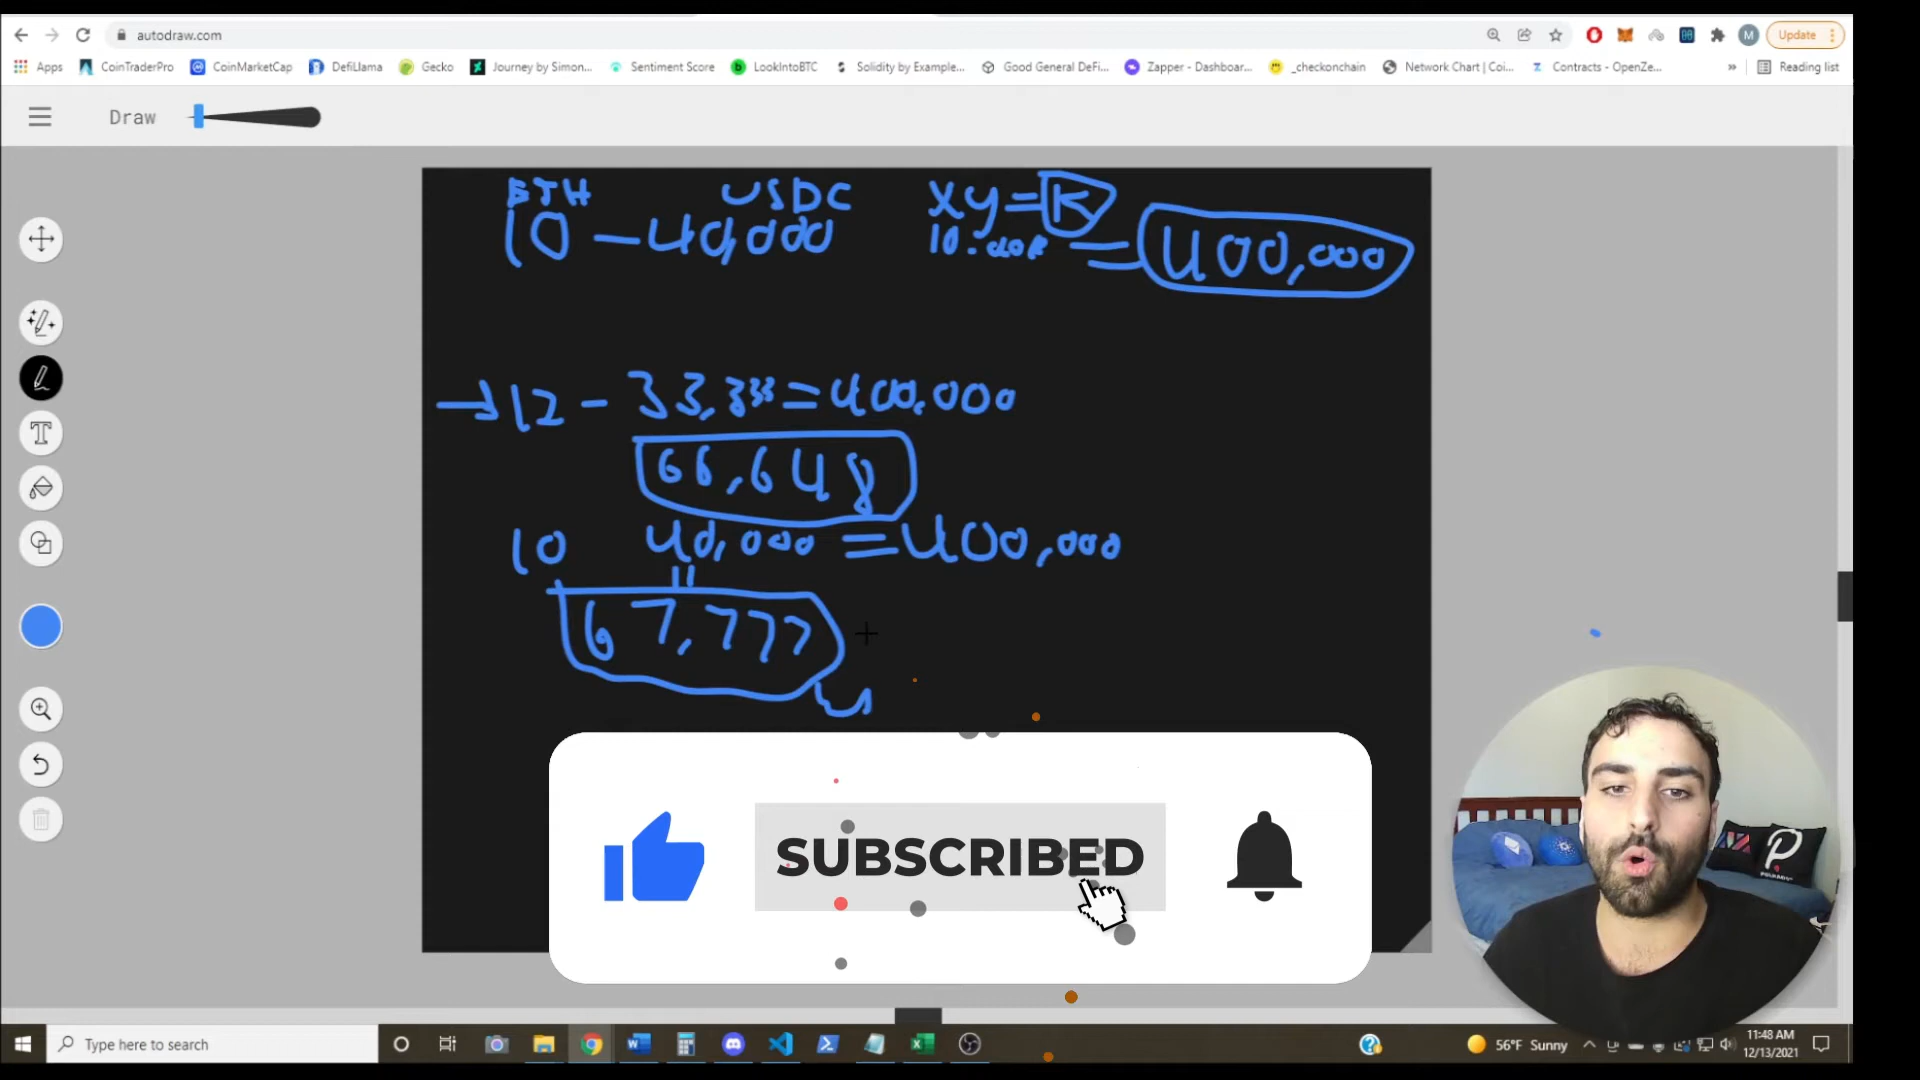 autodraw.com
Update
Apps CoinTraderPro CoinMarketCap DefiLlama Gecko Journey by Simon... Sentiment Score LookIntoBTC Solidity by Example... Good General DeFi... Zapper - Dashboar... _checkonchain Network Chart | Coi... Contracts - OpenZe... » Reading list
Draw
ETH USDC xy=K
10 - 40,000 = 400,000
→ 12 - 33,333 = 400,000
66,648
10 40,000 = 400,000
67,777
SUBSCRIBED
Type here to search
56°F Sunny
11:48 AM
12/13/2021